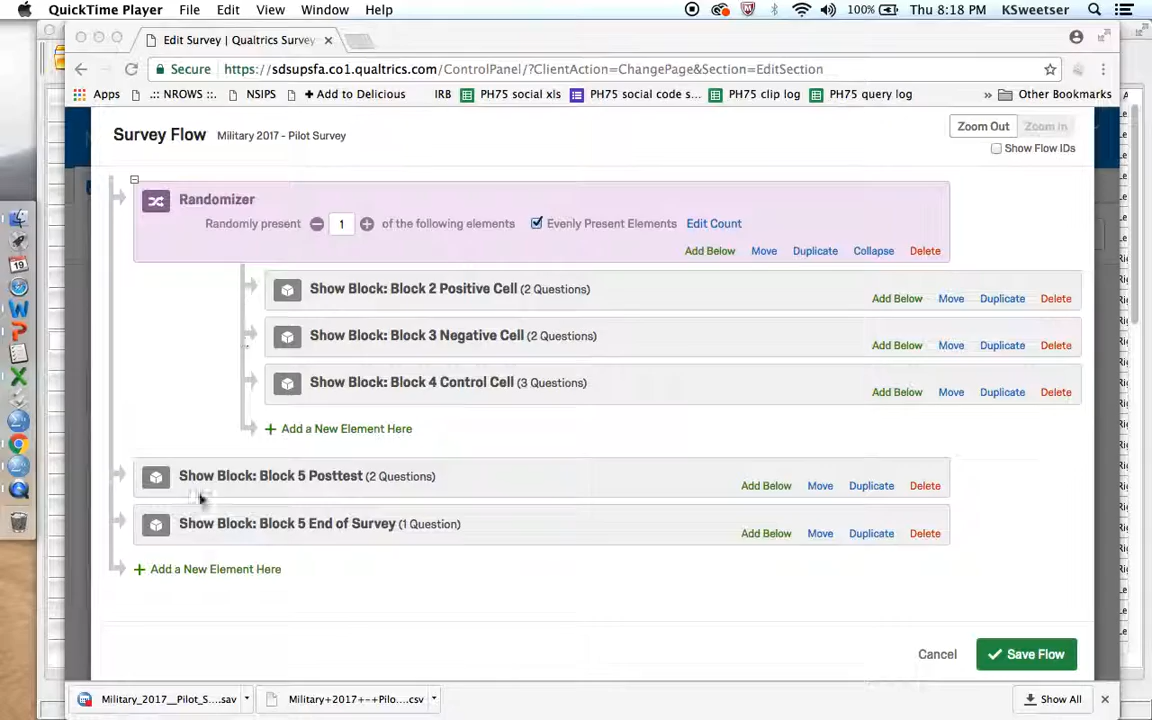 QuickTime Player File Edit View Window Help 100% Thu 8:18 PM KSweetser
Edit Survey | Qualtrics Survey
Secure https://sdsupsfa.co1.qualtrics.com/ControlPanel/?ClientAction=ChangePage&Section=EditSection
Apps .:: NROWS ::. NSIPS + Add to Delicious IRB PH75 social xls PH75 social code s... PH75 clip log PH75 query log » Other Bookmarks
Survey Flow Military 2017 - Pilot Survey Zoom Out Zoom In
Show Flow IDs
Randomizer
Randomly present 1 of the following elements Evenly Present Elements Edit Count
Add Below Move Duplicate Collapse Delete
Show Block: Block 2 Positive Cell (2 Questions)
Add Below Move Duplicate Delete
Show Block: Block 3 Negative Cell (2 Questions)
Add Below Move Duplicate Delete
Show Block: Block 4 Control Cell (3 Questions)
Add Below Move Duplicate Delete
+ Add a New Element Here
Show Block: Block 5 Posttest (2 Questions)
Add Below Move Duplicate Delete
Show Block: Block 5 End of Survey (1 Question)
Add Below Move Duplicate Delete
+ Add a New Element Here
Cancel Save Flow
Military_2017__Pilot_S....sav Military+2017+-+Pilo....csv Show All